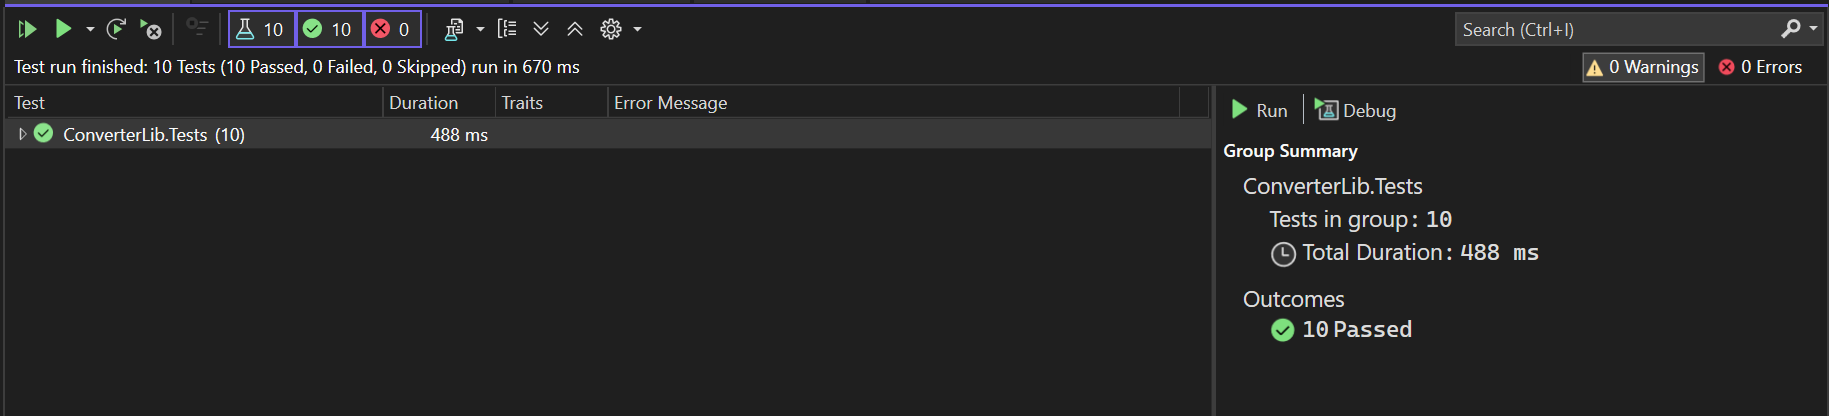 10 10 0 Search (Ctrl+I)
Test run finished: 10 Tests (10 Passed, 0 Failed, 0 Skipped) run in 670 ms 0 Warnings 0 Errors
Test Duration Traits Error Message
ConverterLib.Tests (10) 488 ms
Run Debug
Group Summary
ConverterLib.Tests
Tests in group: 10
Total Duration: 488 ms
Outcomes
10 Passed